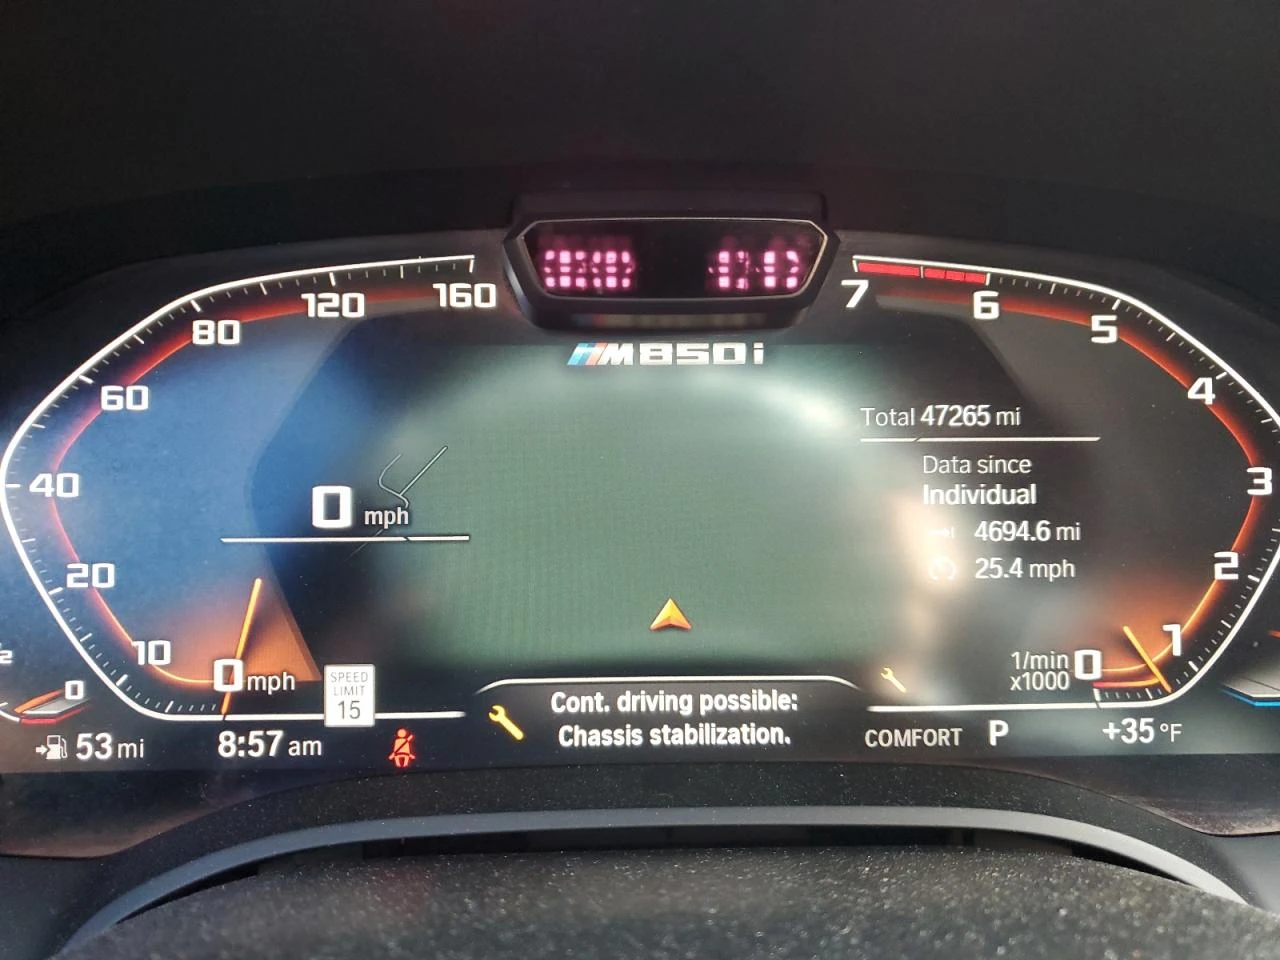 160
120
80
60
40
20
10
0 mph
0 mph
0
M850i
7
6
5
4
3
2
1
0
1/min
x1000
Total 47265 mi
Data since
Individual
4694.6 mi
25.4 mph
SPEED
LIMIT
15
Cont. driving possible:
Chassis stabilization.
53 mi
8:57 am
COMFORT P
+35 °F